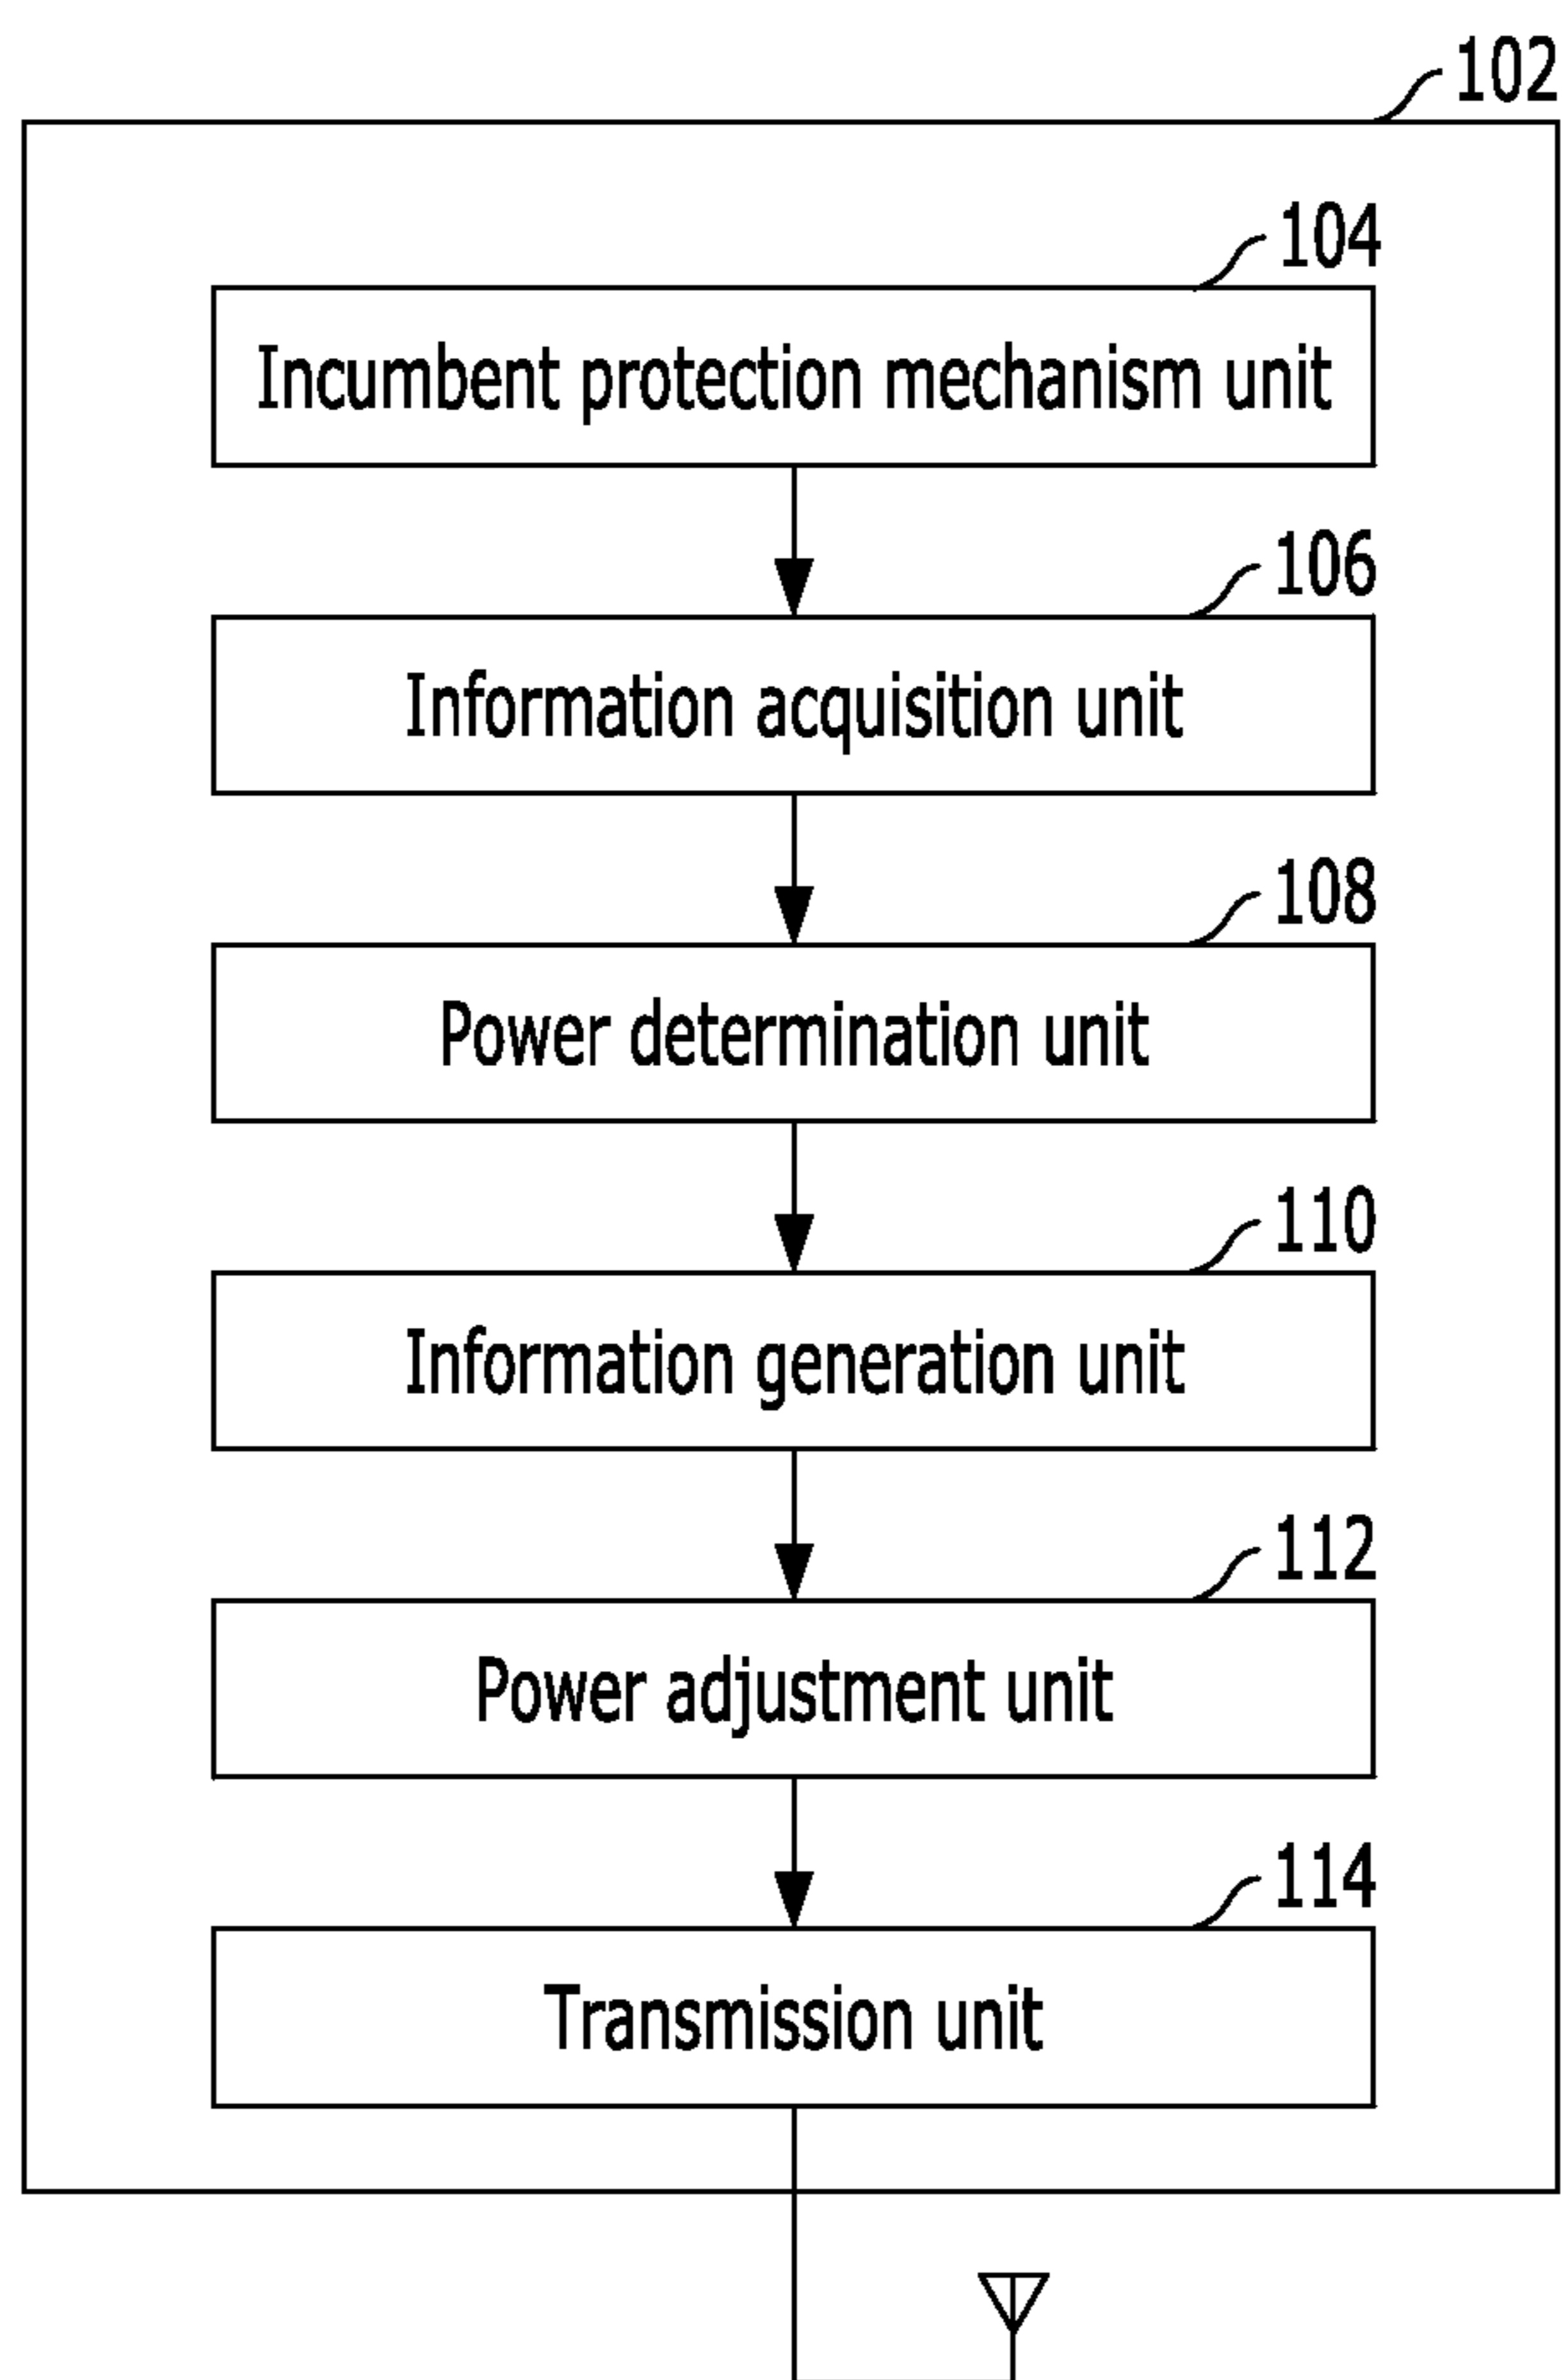 102
104
Incumbent protection mechanism unit
106
Information acquisition unit
108
Power determination unit
110
Information generation unit
112
Power adjustment unit
114
Transmission unit